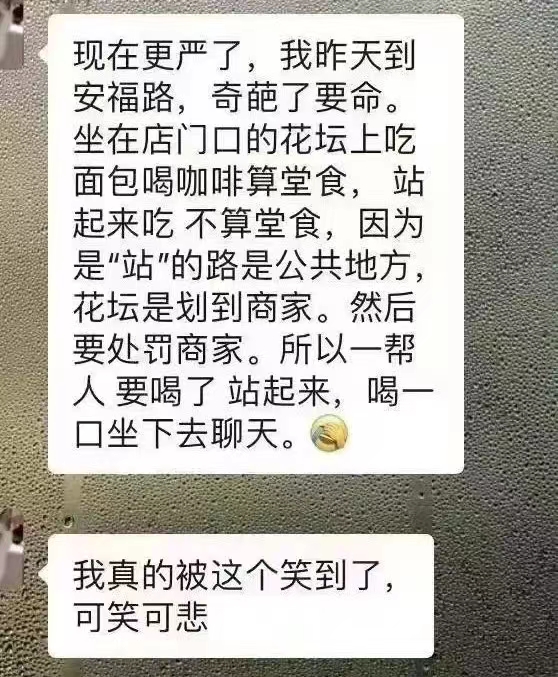 现在更严了，我昨天到
安福路，奇葩了要命。
坐在店门口的花坛上吃
面包喝咖啡算堂食， 站
起来吃 不算堂食，因为
是“站”的路是公共地方，
花坛是划到商家。然后
要处罚商家。所以一帮
人 要喝了 站起来，喝一
口坐下去聊天。🤦
我真的被这个笑到了，
可笑可悲